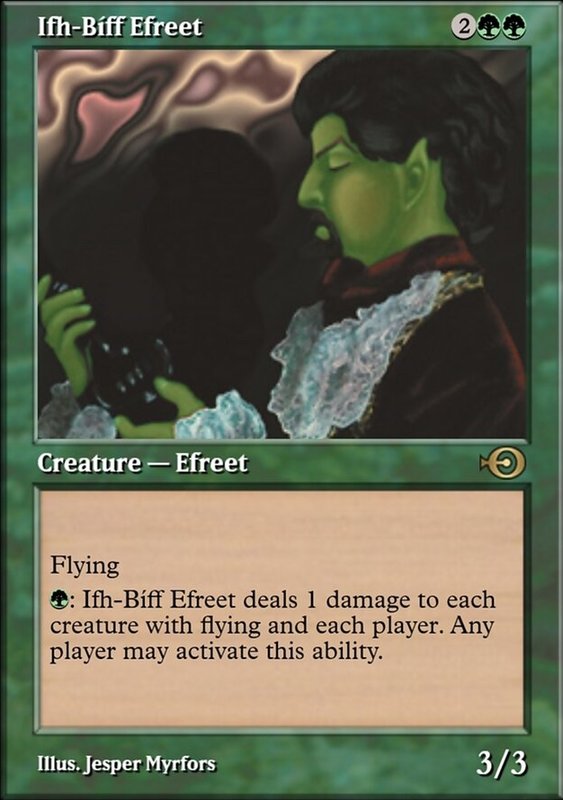 Ifh-Bíff Efreet 2
Creature — Efreet
Flying
: Ifh-Bíff Efreet deals 1 damage to each
creature with flying and each player. Any
player may activate this ability.
Illus. Jesper Myrfors 3/3